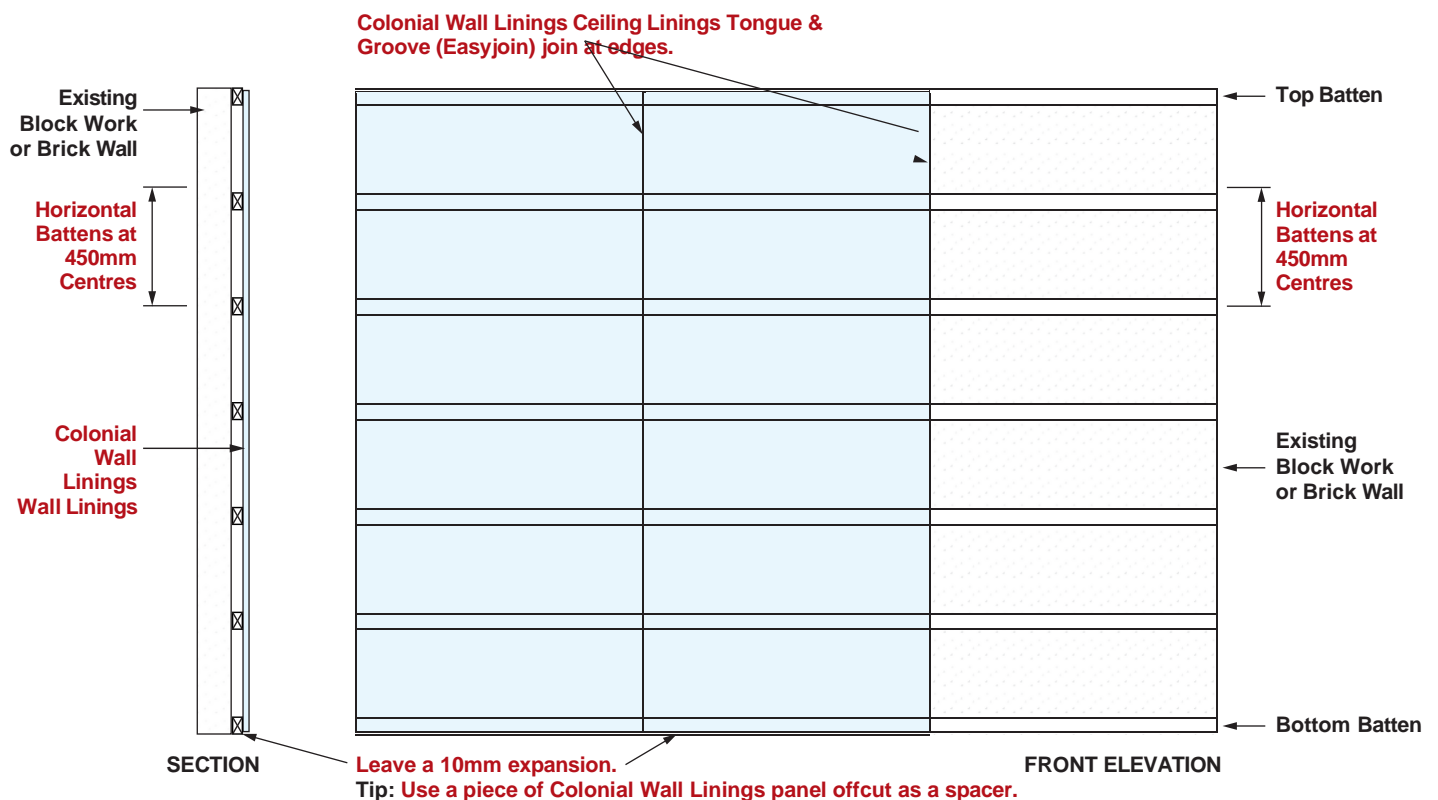 Colonial Wall Linings Ceiling Linings Tongue &
Groove (Easyjoin) join at edges.
Existing
Block Work
or Brick Wall
Top Batten
Horizontal
Battens at
450mm
Centres
Horizontal
Battens at
450mm
Centres
Colonial
Wall
Linings
Wall Linings
Existing
Block Work
or Brick Wall
Bottom Batten
SECTION
Leave a 10mm expansion.
FRONT ELEVATION
Tip: Use a piece of Colonial Wall Linings panel offcut as a spacer.